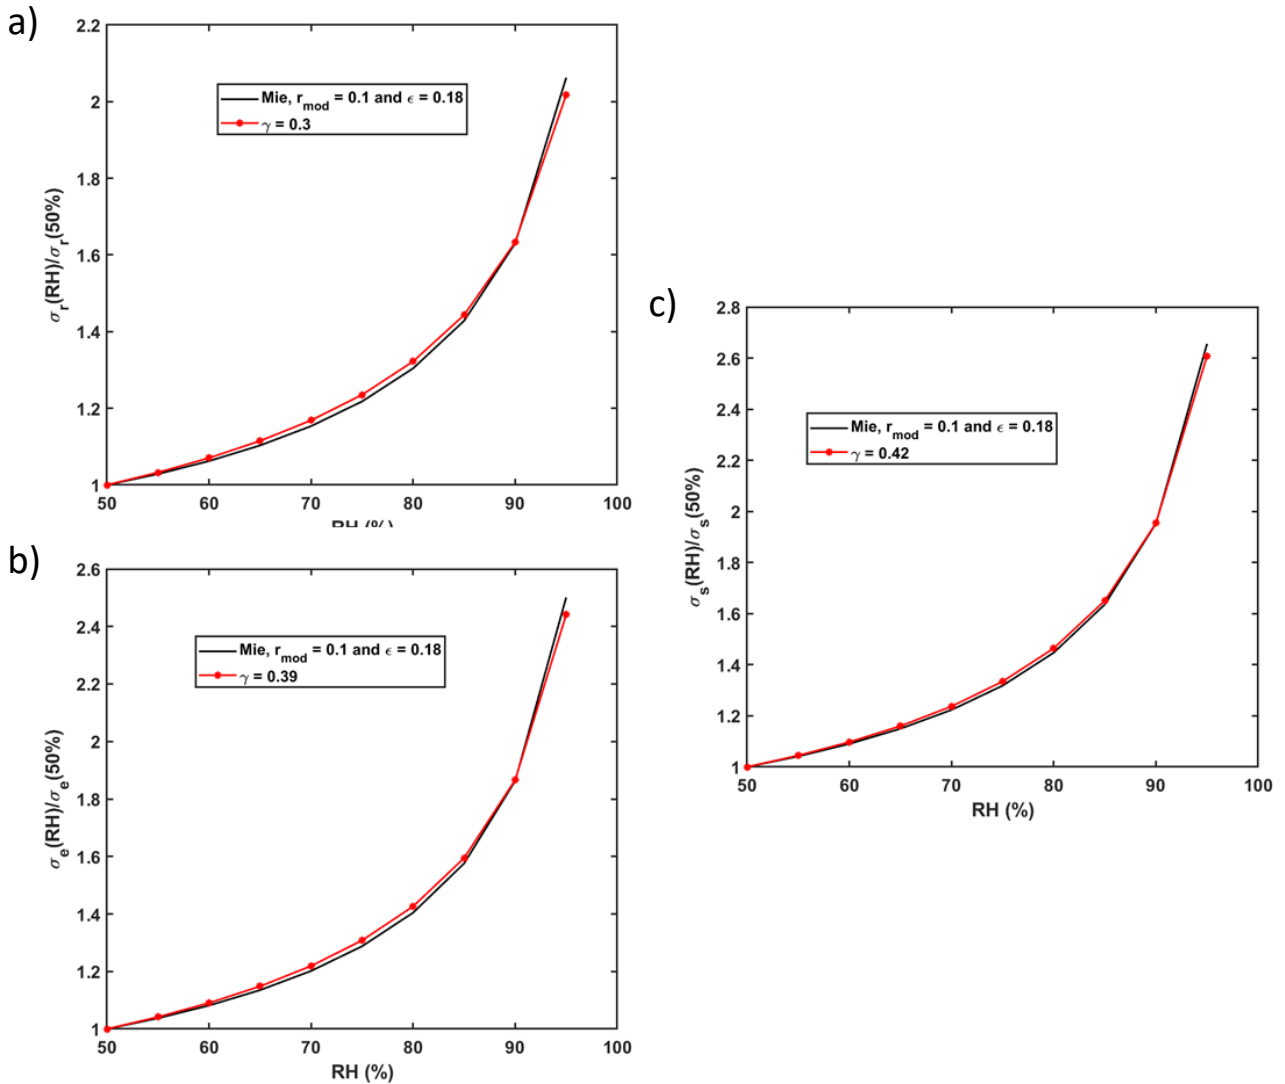 a)
2.2
2
1.8
1.6
1.4
1.2
1
σr(RH)/σr(50%)
Mie, rmod = 0.1 and ϵ = 0.18
γ = 0.3
50 60 70 80 90 100
RH (%)
b)
2.6
2.4
2.2
2
1.8
1.6
1.4
1.2
1
σe(RH)/σe(50%)
Mie, rmod = 0.1 and ϵ = 0.18
γ = 0.39
50 60 70 80 90 100
RH (%)
c)
2.8
2.6
2.4
2.2
2
1.8
1.6
1.4
1.2
1
σs(RH)/σs(50%)
Mie, rmod = 0.1 and ϵ = 0.18
γ = 0.42
50 60 70 80 90 100
RH (%)